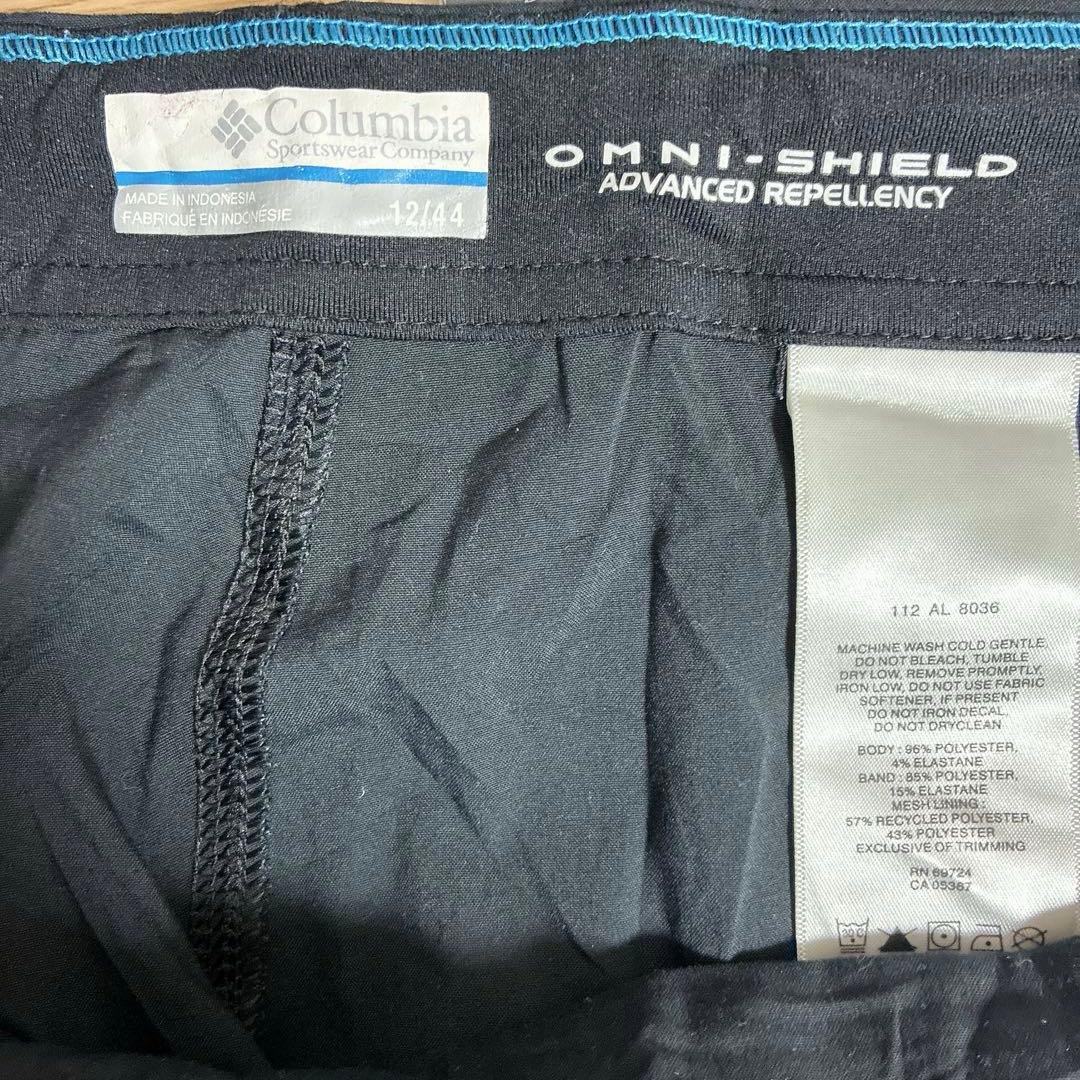 Columbia
Sportswear Company
MADE IN INDONESIA
FABRIQUÉ EN INDONÉSIE
12/44
OMNI-SHIELD
ADVANCED REPELLENCY
112 AL 8036
MACHINE WASH COLD GENTLE,
DO NOT BLEACH, TUMBLE
DRY LOW, REMOVE PROMPTLY,
IRON LOW, DO NOT USE FABRIC
SOFTENER, IF PRESENT
DO NOT IRON DECAL,
DO NOT DRYCLEAN
BODY : 96% POLYESTER,
4% ELASTANE
BAND : 85% POLYESTER,
15% ELASTANE
MESH LINING :
57% RECYCLED POLYESTER,
43% POLYESTER
EXCLUSIVE OF TRIMMING
RN 69724
CA 05367
30°C